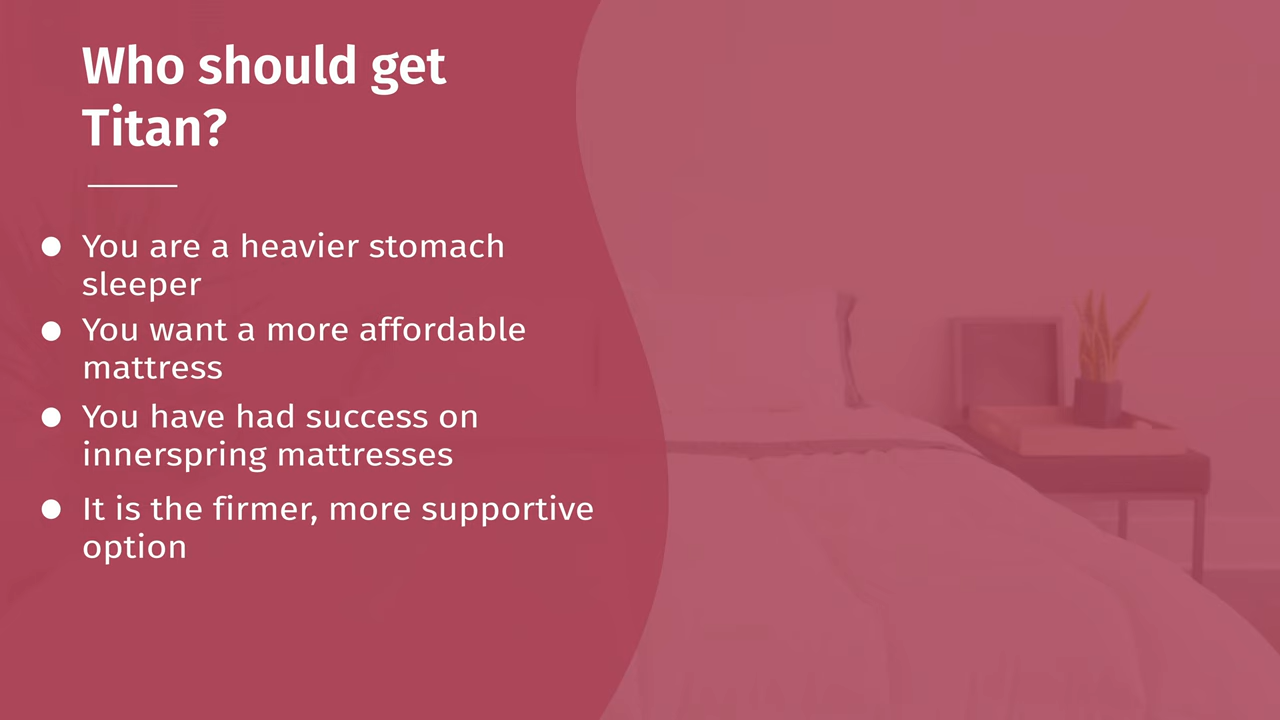 Who should get
Titan?
You are a heavier stomach
sleeper
You want a more affordable
mattress
You have had success on
innerspring mattresses
It is the firmer, more supportive
option